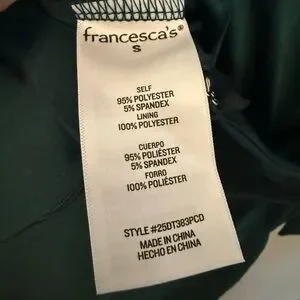 francesca's®
S
SELF
95% POLYESTER
5% SPANDEX
LINING
100% POLYESTER
CUERPO
95% POLIÉSTER
5% SPANDEX
FORRO
100% POLIÉSTER
STYLE #25DT383PCD
MADE IN CHINA
HECHO EN CHINA